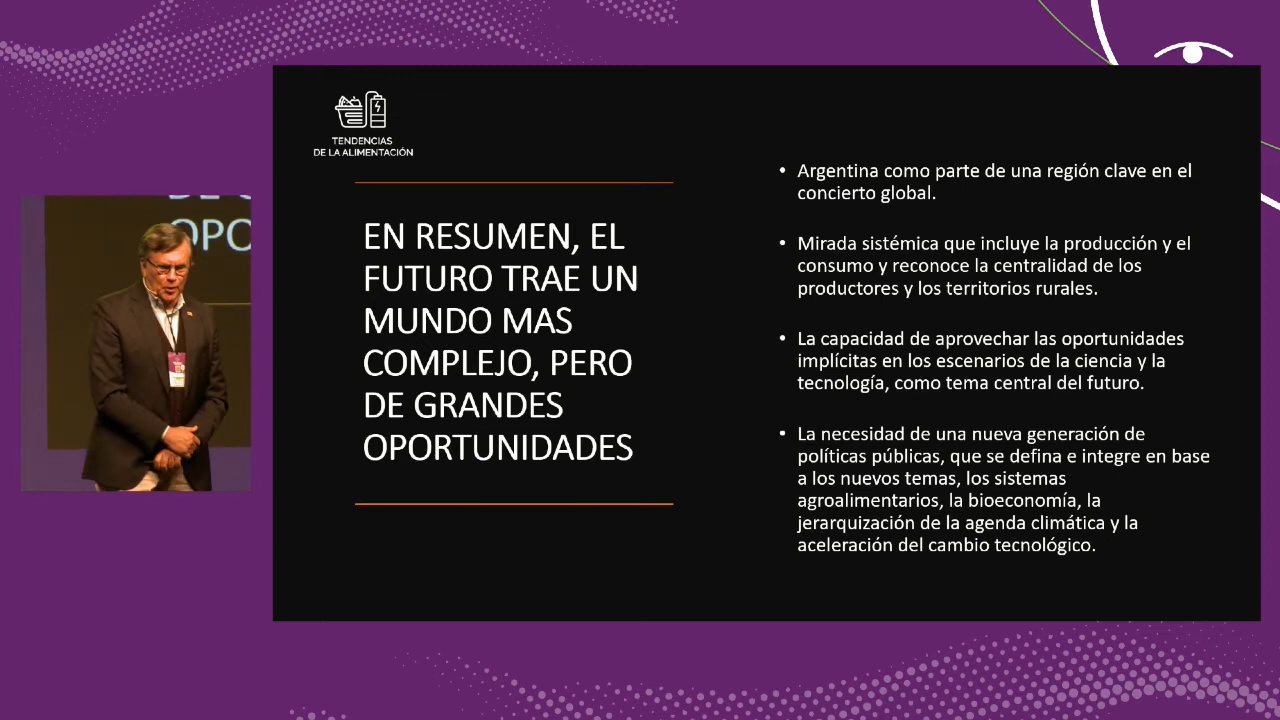 OPO
TENDENCIAS
DE LA ALIMENTACIÓN
EN RESUMEN, EL
FUTURO TRAE UN
MUNDO MAS
COMPLEJO, PERO
DE GRANDES
OPORTUNIDADES
• Argentina como parte de una región clave en el
concierto global.
• Mirada sistémica que incluye la producción y el
consumo y reconoce la centralidad de los
productores y los territorios rurales.
• La capacidad de aprovechar las oportunidades
implícitas en los escenarios de la ciencia y la
tecnología, como tema central del futuro.
• La necesidad de una nueva generación de
políticas públicas, que se defina e integre en base
a los nuevos temas, los sistemas
agroalimentarios, la bioeconomía, la
jerarquización de la agenda climática y la
aceleración del cambio tecnológico.